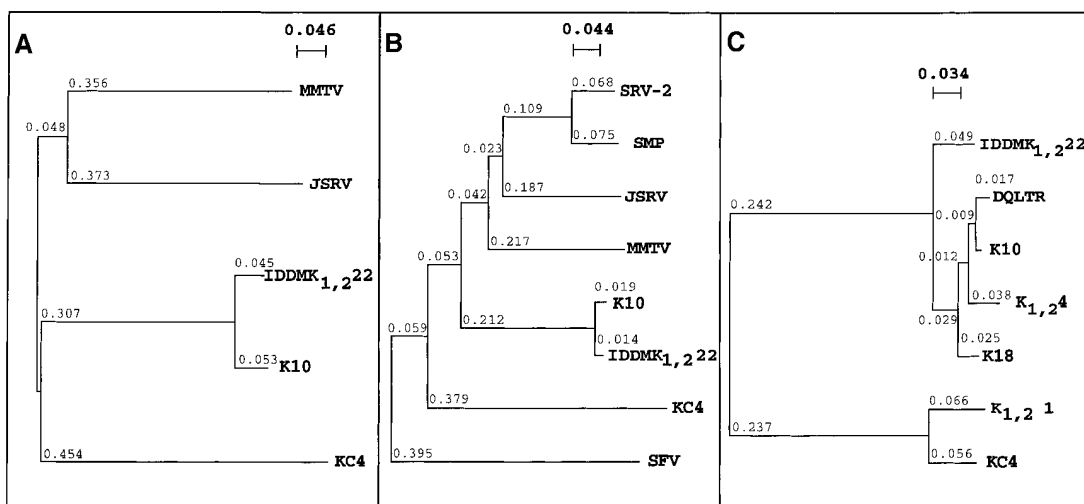 A
0.046
0.356
MMTV
0.048
0.373
JSRV
0.045
IDDMK1,222
0.307
0.053
K10
0.454
KC4
B
0.044
0.068
SRV-2
0.109
0.075
SMP
0.023
0.187
JSRV
0.042
0.217
MMTV
0.053
0.019
K10
0.212
0.014
IDDMK1,222
0.059
0.379
KC4
0.395
SFV
C
0.034
0.049
IDDMK1,222
0.017
DQLTR
0.242
0.009
K10
0.012
0.038
K1,24
0.029
0.025
K18
0.066
K1,2 1
0.237
0.056
KC4